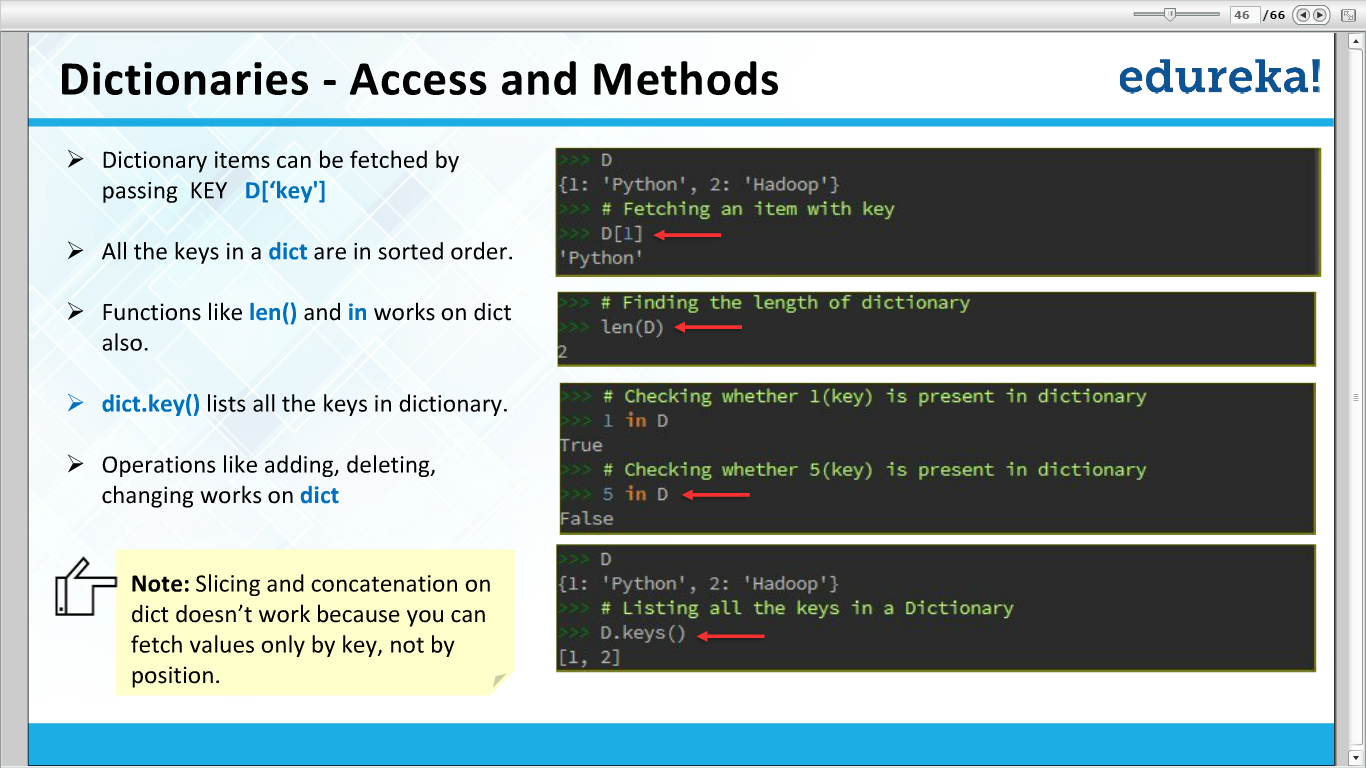 46 /66
Dictionaries - Access and Methods
edureka!
Dictionary items can be fetched by
passing KEY D[‘key']
All the keys in a dict are in sorted order.
Functions like len() and in works on dict
also.
dict.key() lists all the keys in dictionary.
Operations like adding, deleting,
changing works on dict
Note: Slicing and concatenation on
dict doesn’t work because you can
fetch values only by key, not by
position.
>>> D
{1: 'Python', 2: 'Hadoop'}
>>> # Fetching an item with key
>>> D[1]
'Python'
>>> # Finding the length of dictionary
>>> len(D)
2
>>> # Checking whether 1(key) is present in dictionary
>>> 1 in D
True
>>> # Checking whether 5(key) is present in dictionary
>>> 5 in D
False
>>> D
{1: 'Python', 2: 'Hadoop'}
>>> # Listing all the keys in a Dictionary
>>> D.keys()
[1, 2]